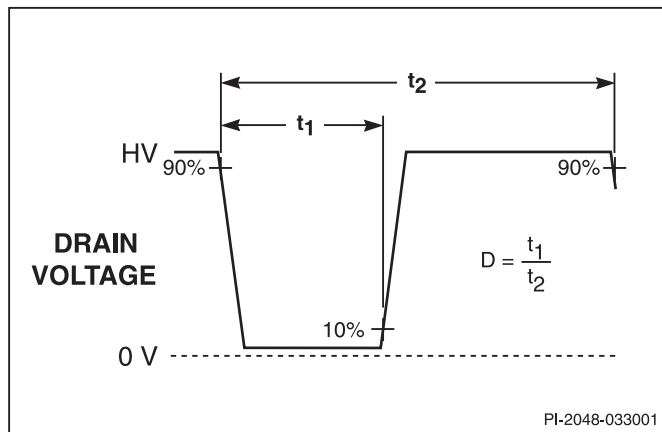 t2
t1
HV
90%
90%
DRAIN
VOLTAGE
D = t1/t2
10%
0 V
PI-2048-033001